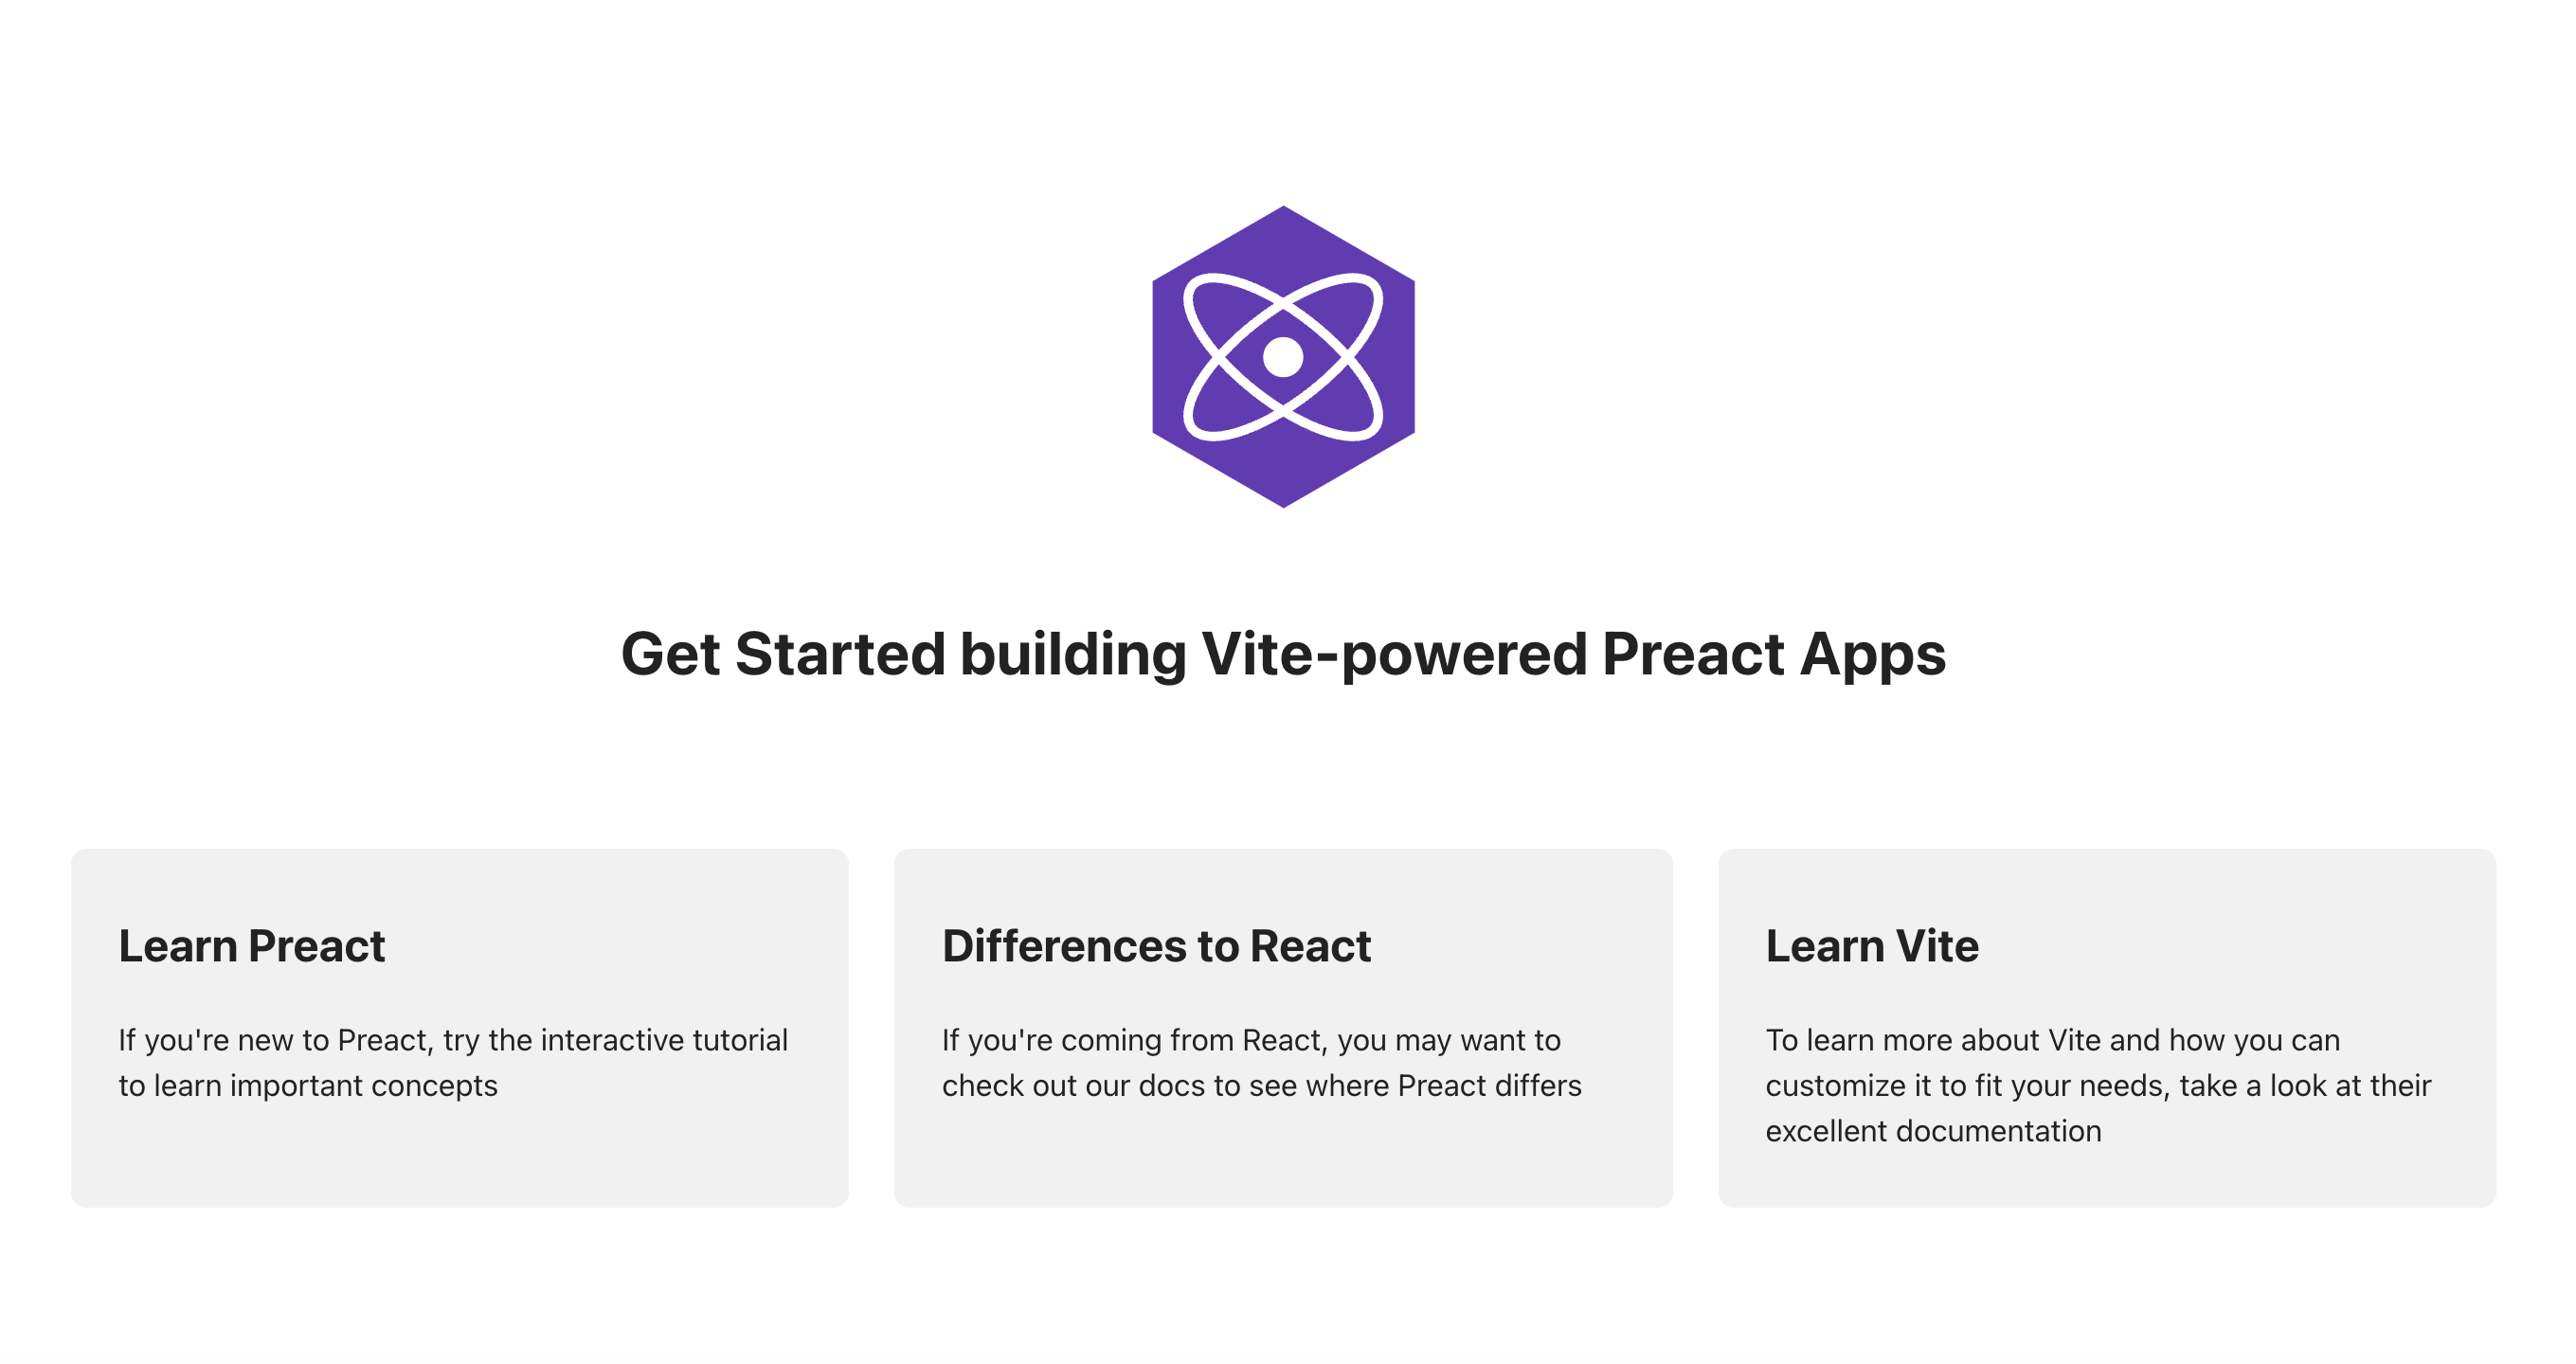 Get Started building Vite-powered Preact Apps
Learn Preact
If you're new to Preact, try the interactive tutorial
to learn important concepts
Differences to React
If you're coming from React, you may want to
check out our docs to see where Preact differs
Learn Vite
To learn more about Vite and how you can
customize it to fit your needs, take a look at their
excellent documentation